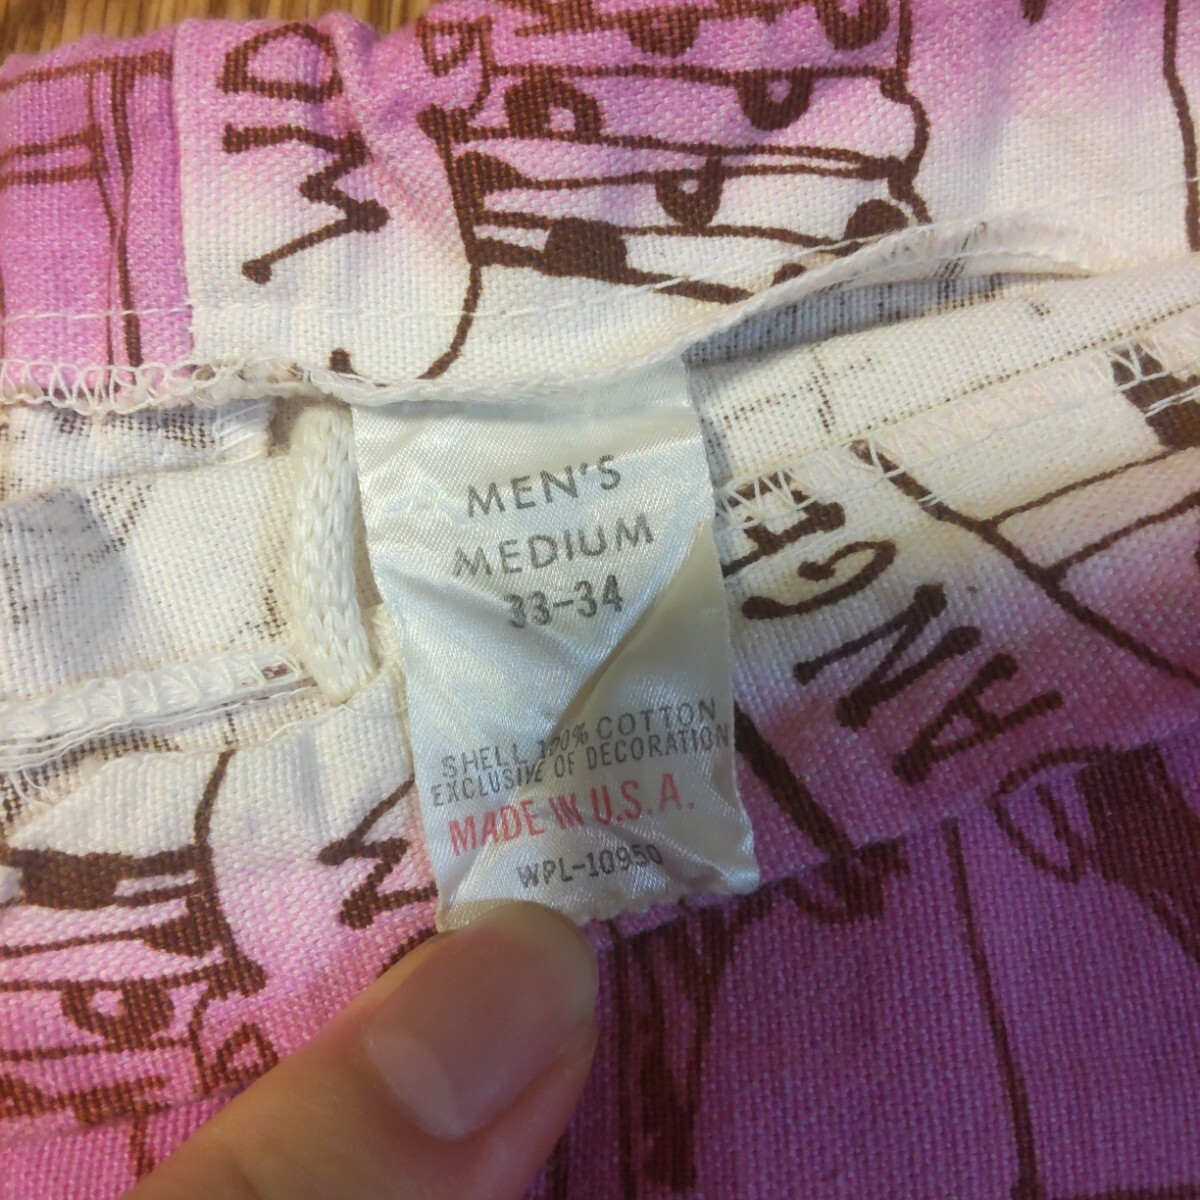 MEN'S
MEDIUM
33-34
SHELL 100% COTTON
EXCLUSIVE OF DECORATION
MADE IN U.S.A.
WPL-10950